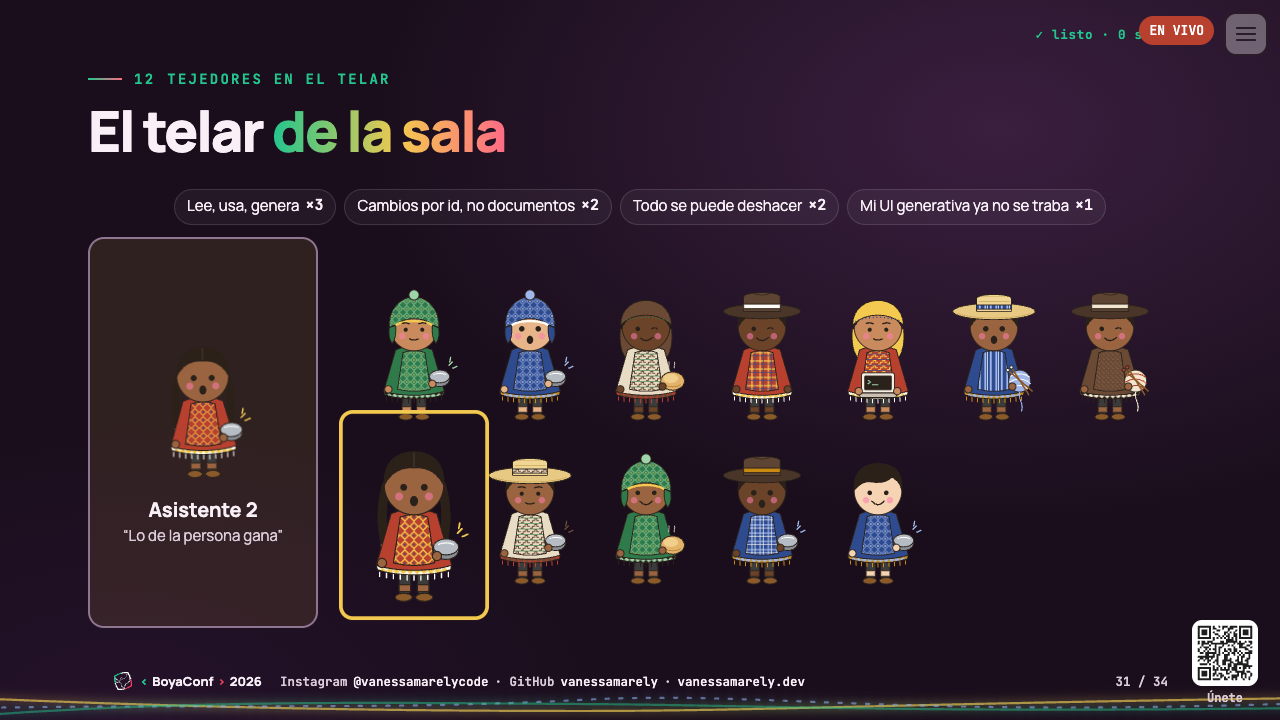 ✓ listo · 0 s
EN VIVO
12 TEJEDORES EN EL TELAR
El telar de la sala
Lee, usa, genera ×3
Cambios por id, no documentos ×2
Todo se puede deshacer ×2
Mi UI generativa ya no se traba ×1
>_
Asistente 2
“Lo de la persona gana”
‹ BoyaConf › 2026
Instagram @vanessamarelycode · GitHub vanessamarely · vanessamarely.dev
31 / 34
Únete